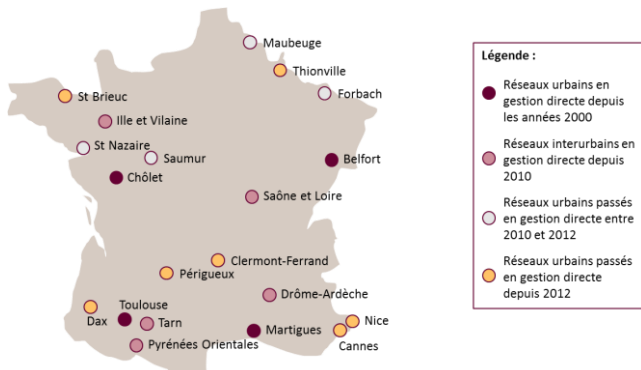 Maubeuge
Thionville
Forbach
St Brieuc
Ille et Vilaine
St Nazaire
Saumur
Belfort
Chôlet
Saône et Loire
Clermont-Ferrand
Périgueux
Drôme-Ardèche
Toulouse
Dax
Tarn
Martigues
Nice
Cannes
Pyrénées Orientales
Légende :
Réseaux urbains en
gestion directe depuis
les années 2000
Réseaux interurbains en
gestion directe depuis
2010
Réseaux urbains passés
en gestion directe entre
2010 et 2012
Réseaux urbains passés
en gestion directe
depuis 2012